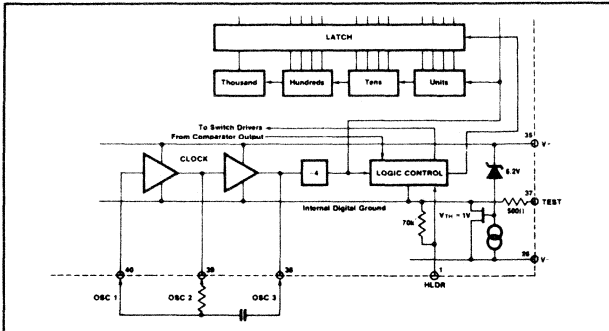 LATCH
Thousand
Hundreds
Tens
Units
To Switch Drivers
From Comparator Output
CLOCK
÷4
LOGIC CONTROL
35
V+
6.2V
37
TEST
500Ω
Internal Digital Ground
70k
VTH = 1V
26
V-
40
39
38
1
HLDR
OSC 1
OSC 2
OSC 3